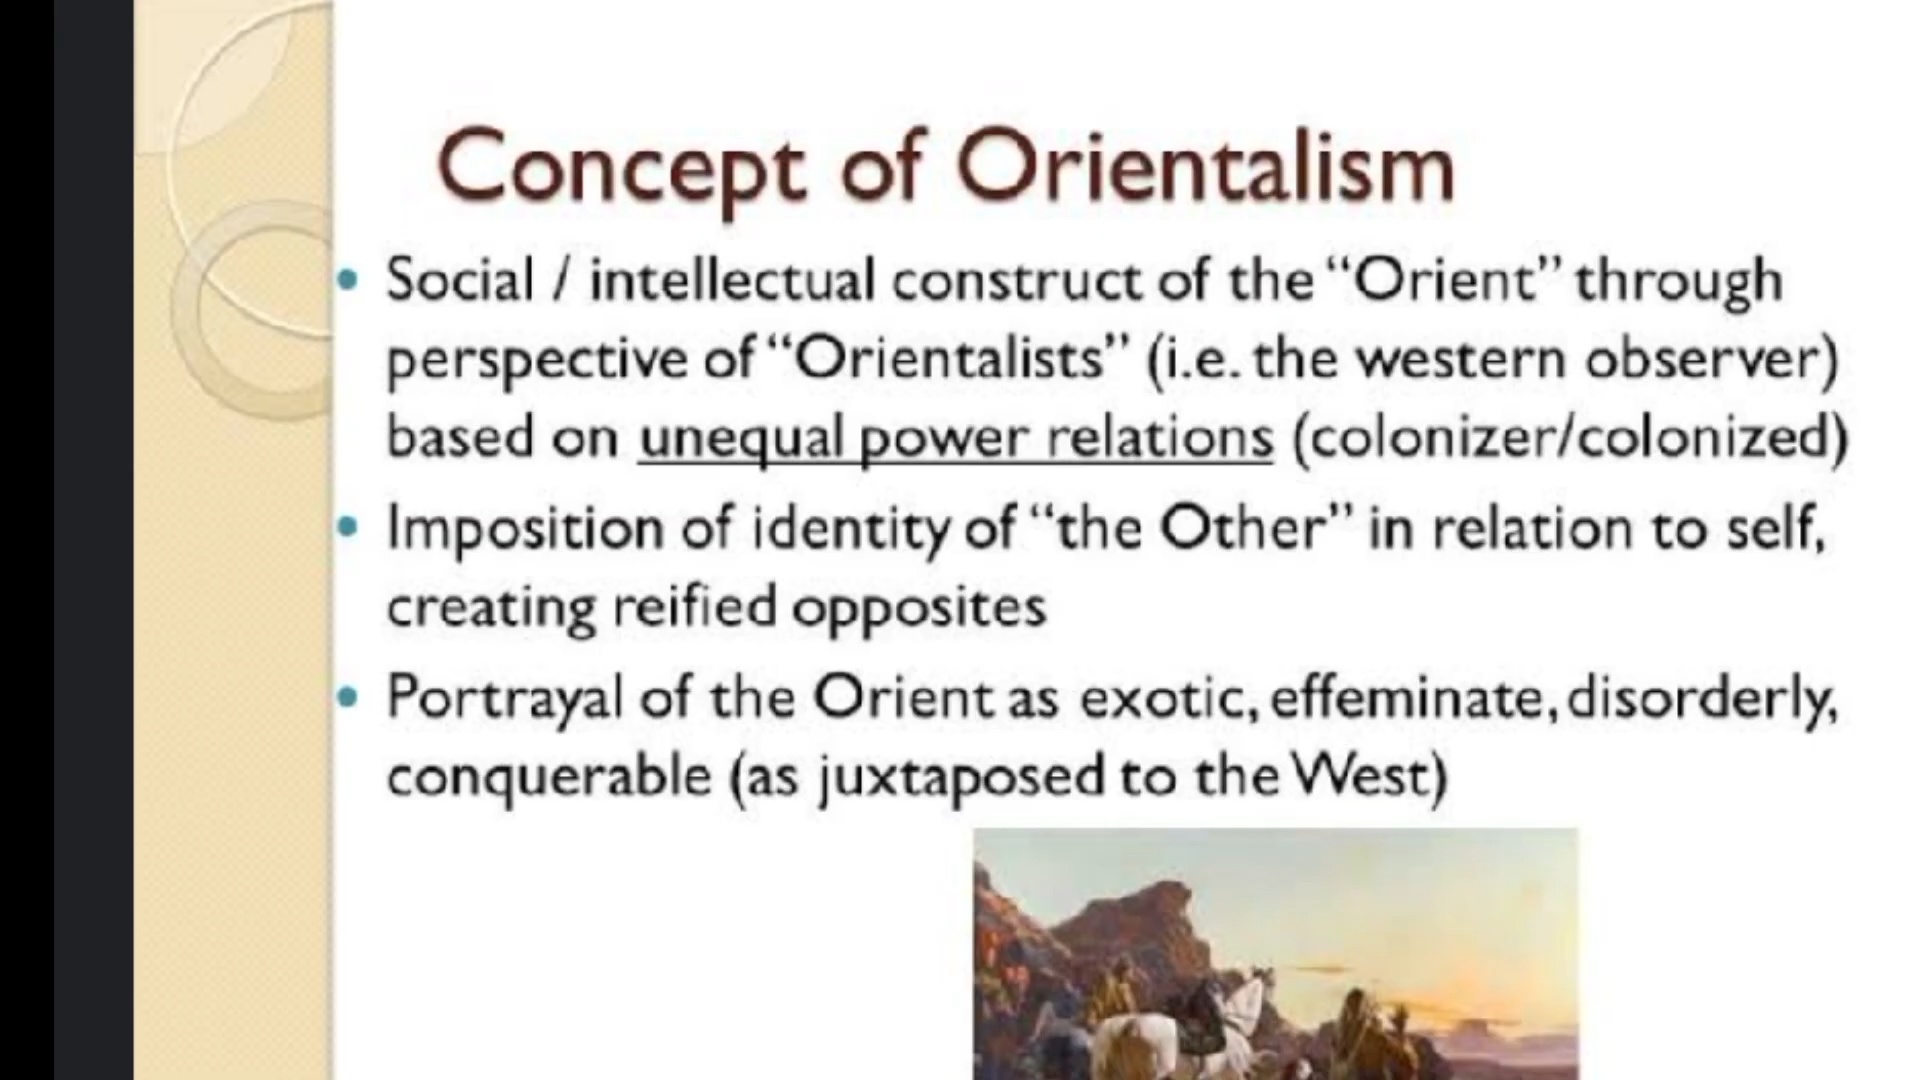 Concept of Orientalism
• Social / intellectual construct of the “Orient” through
perspective of “Orientalists” (i.e. the western observer)
based on unequal power relations (colonizer/colonized)
• Imposition of identity of “the Other” in relation to self,
creating reified opposites
• Portrayal of the Orient as exotic, effeminate, disorderly,
conquerable (as juxtaposed to the West)